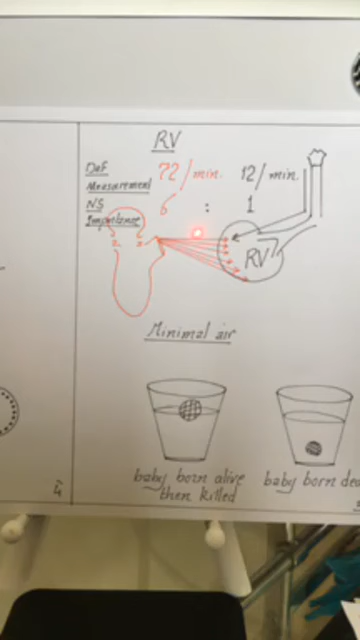 RV
Def 72/min. 12/min.
Measurement
NS 6 : 1
Importance
RV
Minimal air
baby born alive
then killed
baby born dea
4